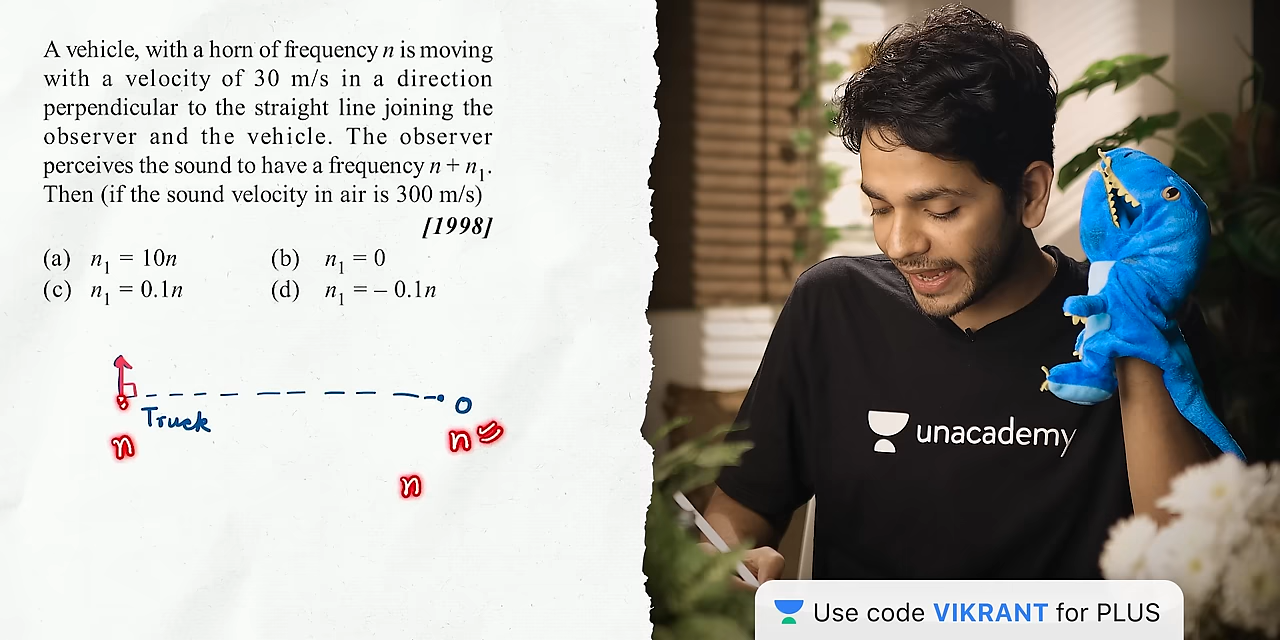 A vehicle, with a horn of frequency n is moving
with a velocity of 30 m/s in a direction
perpendicular to the straight line joining the
observer and the vehicle. The observer
perceives the sound to have a frequency n + n₁.
Then (if the sound velocity in air is 300 m/s)
[1998]
(a) n₁ = 10n (b) n₁ = 0
(c) n₁ = 0.1n (d) n₁ = – 0.1n
Truck O
n n
n
unacademy
Use code VIKRANT for PLUS